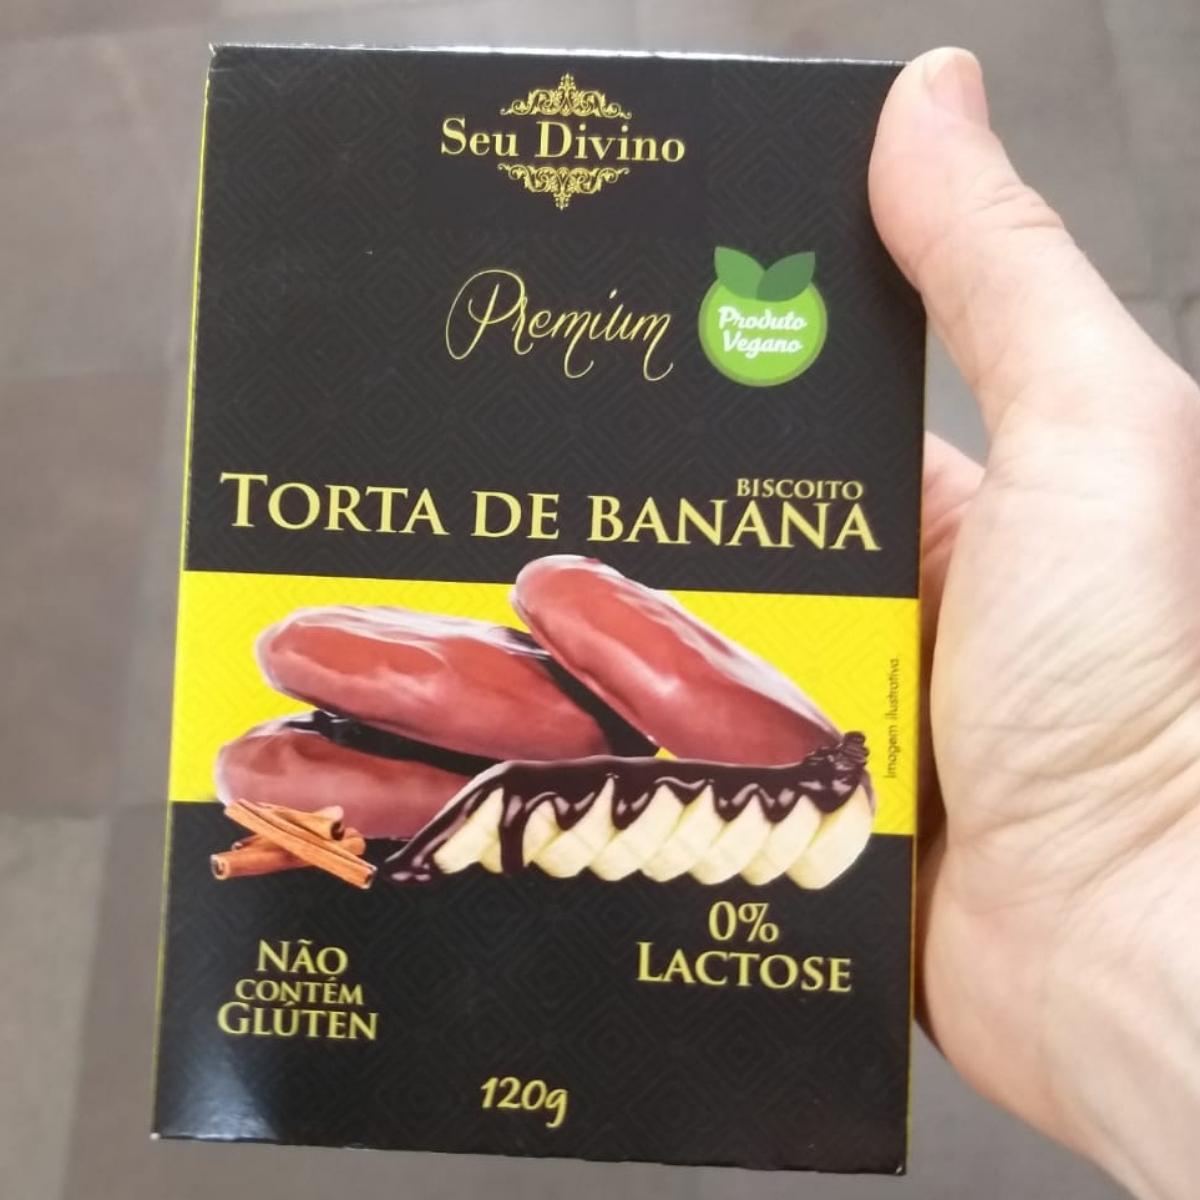 Seu Divino
Premium
Produto
Vegano
BISCOITO
TORTA DE BANANA
Imagem ilustrativa.
0%
LACTOSE
NÃO
CONTÉM
GLÚTEN
120g